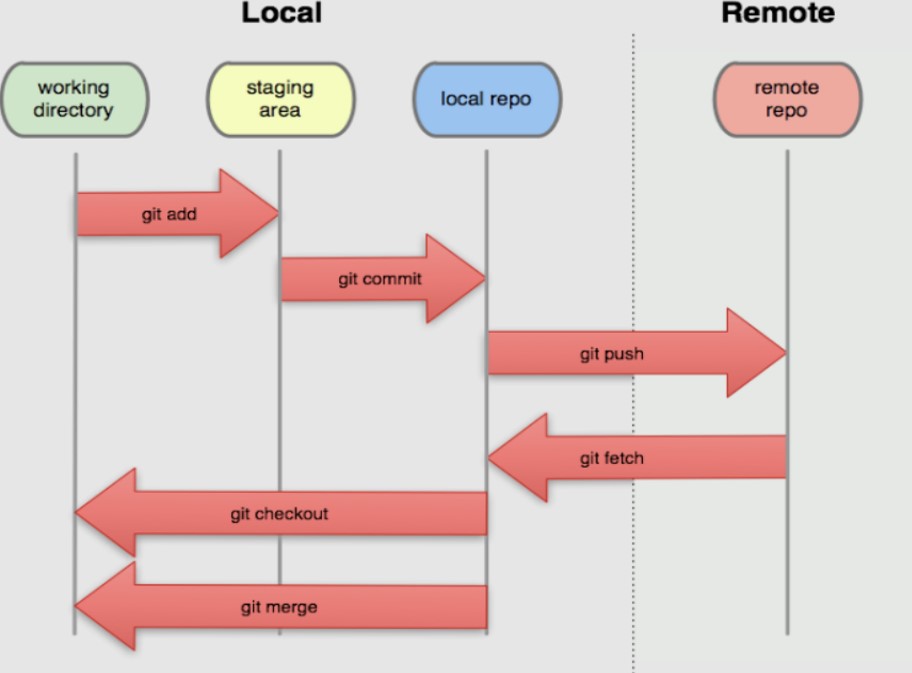 Local
Remote
working
directory
staging
area
local repo
remote
repo
git add
git commit
git push
git fetch
git checkout
git merge